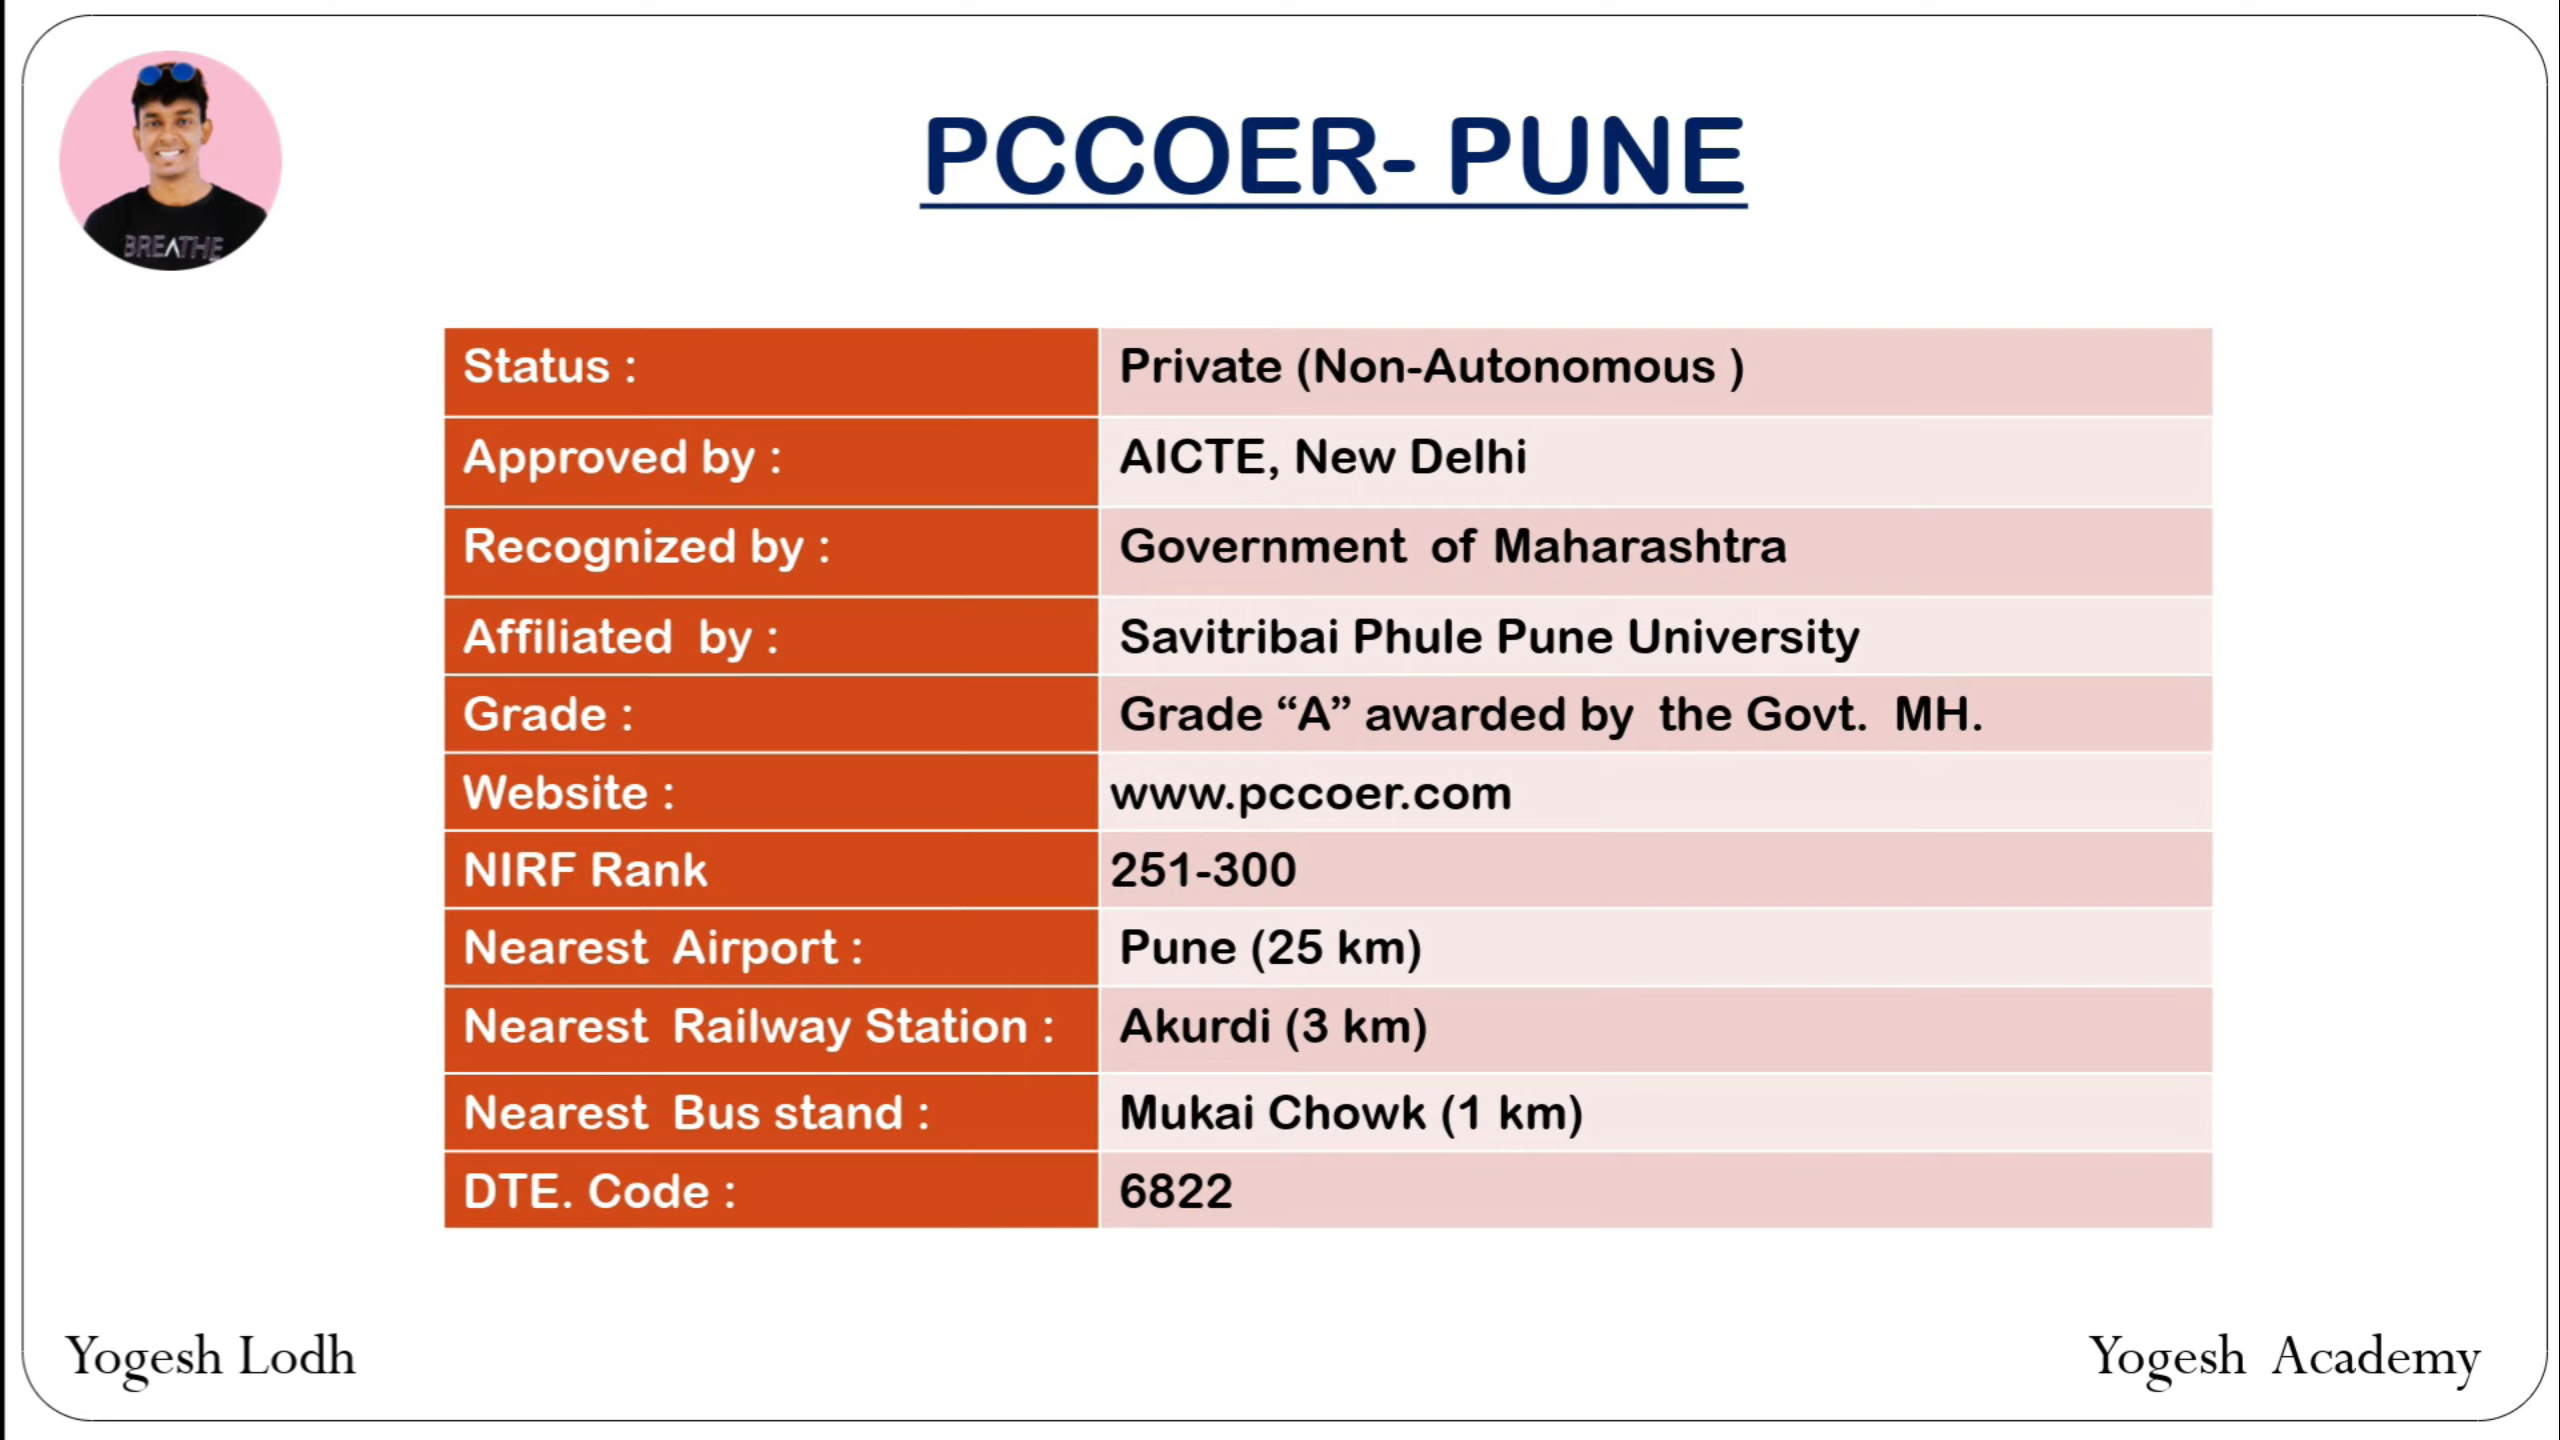 BREATHE
PCCOER- PUNE
Status : Private (Non-Autonomous )
Approved by : AICTE, New Delhi
Recognized by : Government of Maharashtra
Affiliated by : Savitribai Phule Pune University
Grade : Grade “A” awarded by the Govt. MH.
Website : www.pccoer.com
NIRF Rank 251-300
Nearest Airport : Pune (25 km)
Nearest Railway Station : Akurdi (3 km)
Nearest Bus stand : Mukai Chowk (1 km)
DTE. Code : 6822
Yogesh Lodh
Yogesh Academy